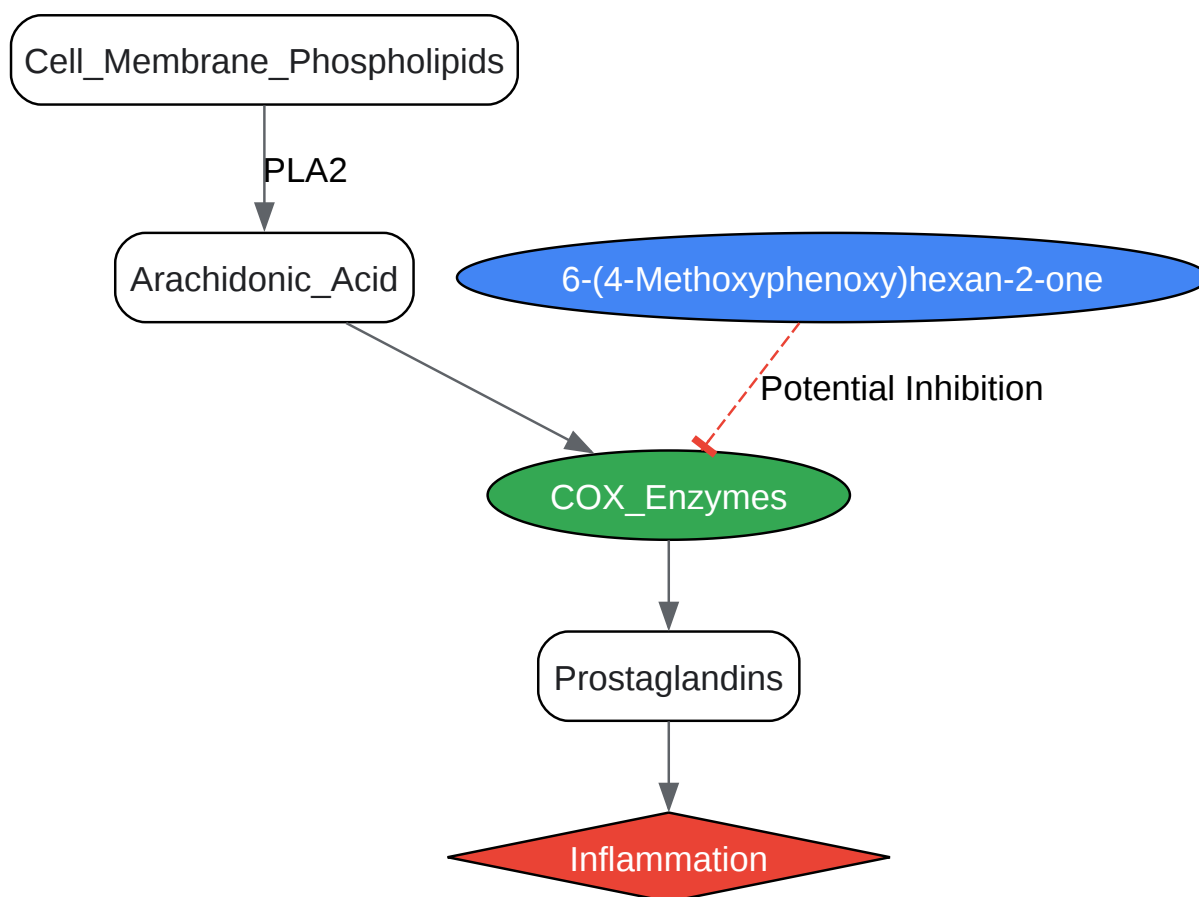 Cell_Membrane_Phospholipids
PLA2
Arachidonic_Acid
6-(4-Methoxyphenoxy)hexan-2-one
Potential Inhibition
COX_Enzymes
Prostaglandins
Inflammation